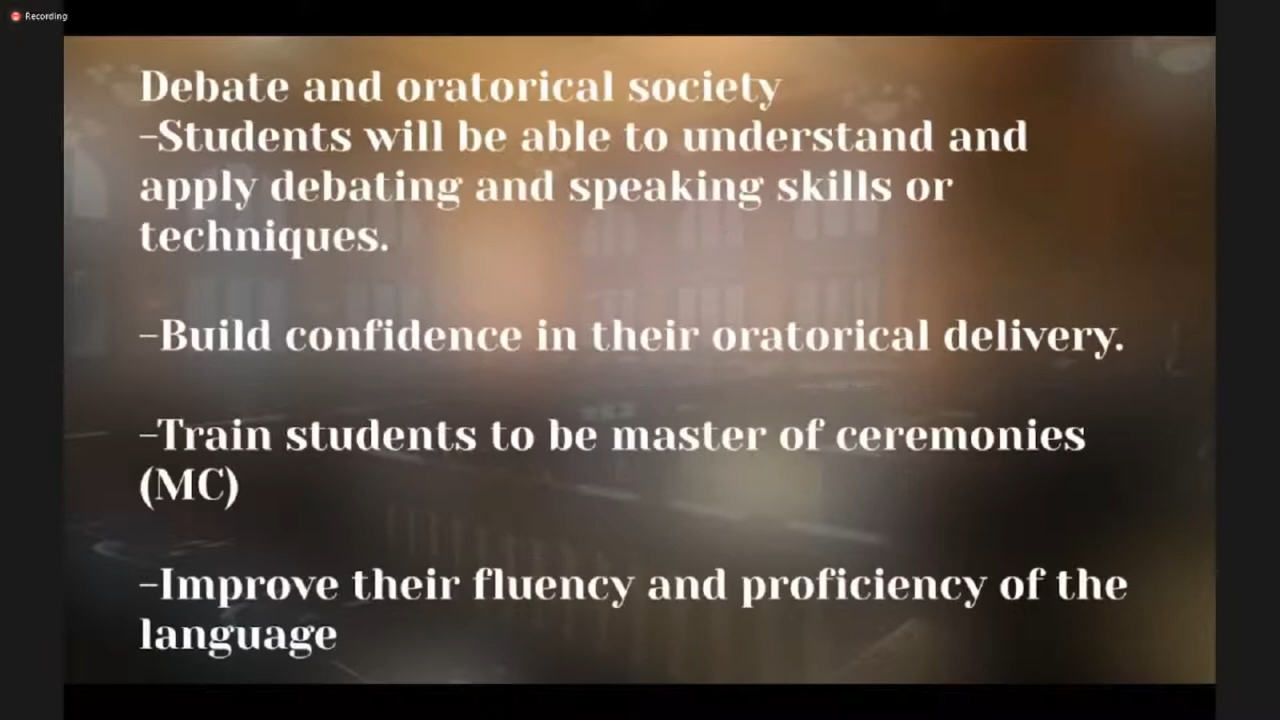 Recording
Debate and oratorical society
-Students will be able to understand and
apply debating and speaking skills or
techniques.
-Build confidence in their oratorical delivery.
-Train students to be master of ceremonies
(MC)
-Improve their fluency and proficiency of the
language